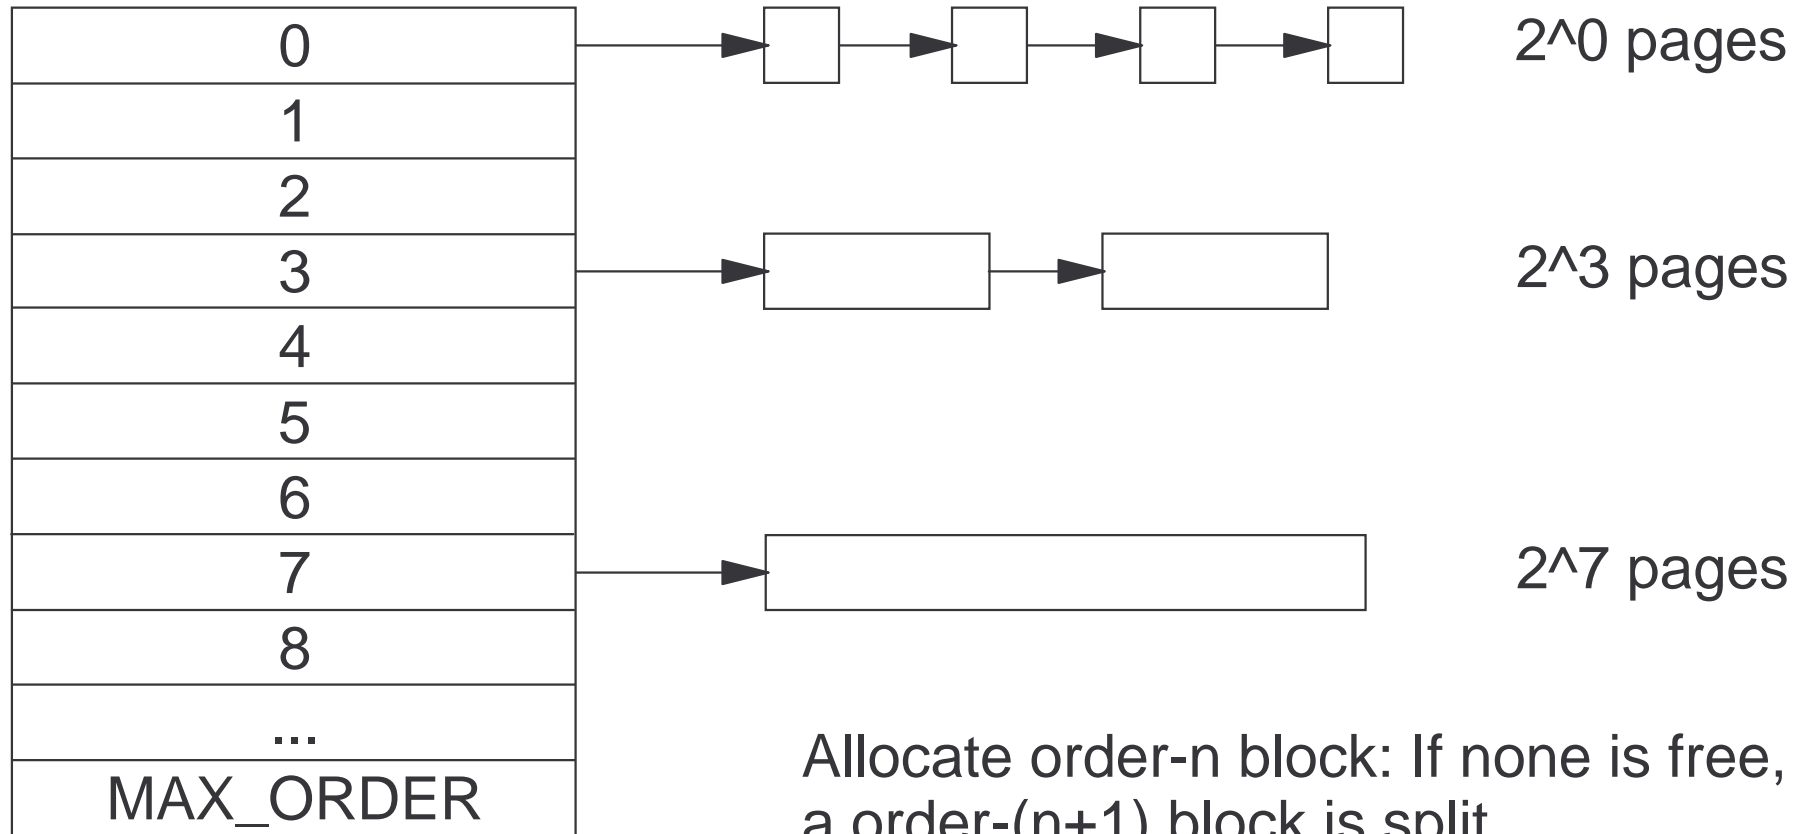 0
2^0 pages
1
2
3
2^3 pages
4
5
6
7
2^7 pages
8
...
MAX_ORDER
Allocate order-n block: If none is free,
a order-(n+1) block is split